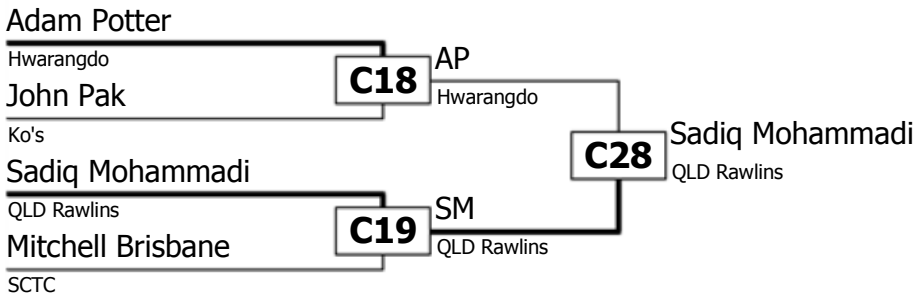 Adam Potter
Hwarangdo
C18
AP
Hwarangdo
John Pak
Ko's
C28
Sadiq Mohammadi
QLD Rawlins
Sadiq Mohammadi
QLD Rawlins
C19
SM
QLD Rawlins
Mitchell Brisbane
SCTC